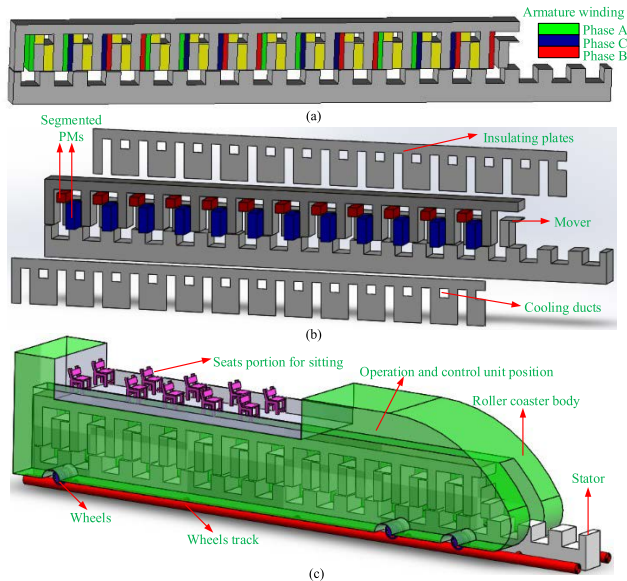 Armature winding
Phase A
Phase C
Phase B
(a)
Segmented
PMs
Insulating plates
Mover
Cooling ducts
(b)
Seats portion for sitting
Operation and control unit position
Roller coaster body
Stator
Wheels
Wheels track
(c)